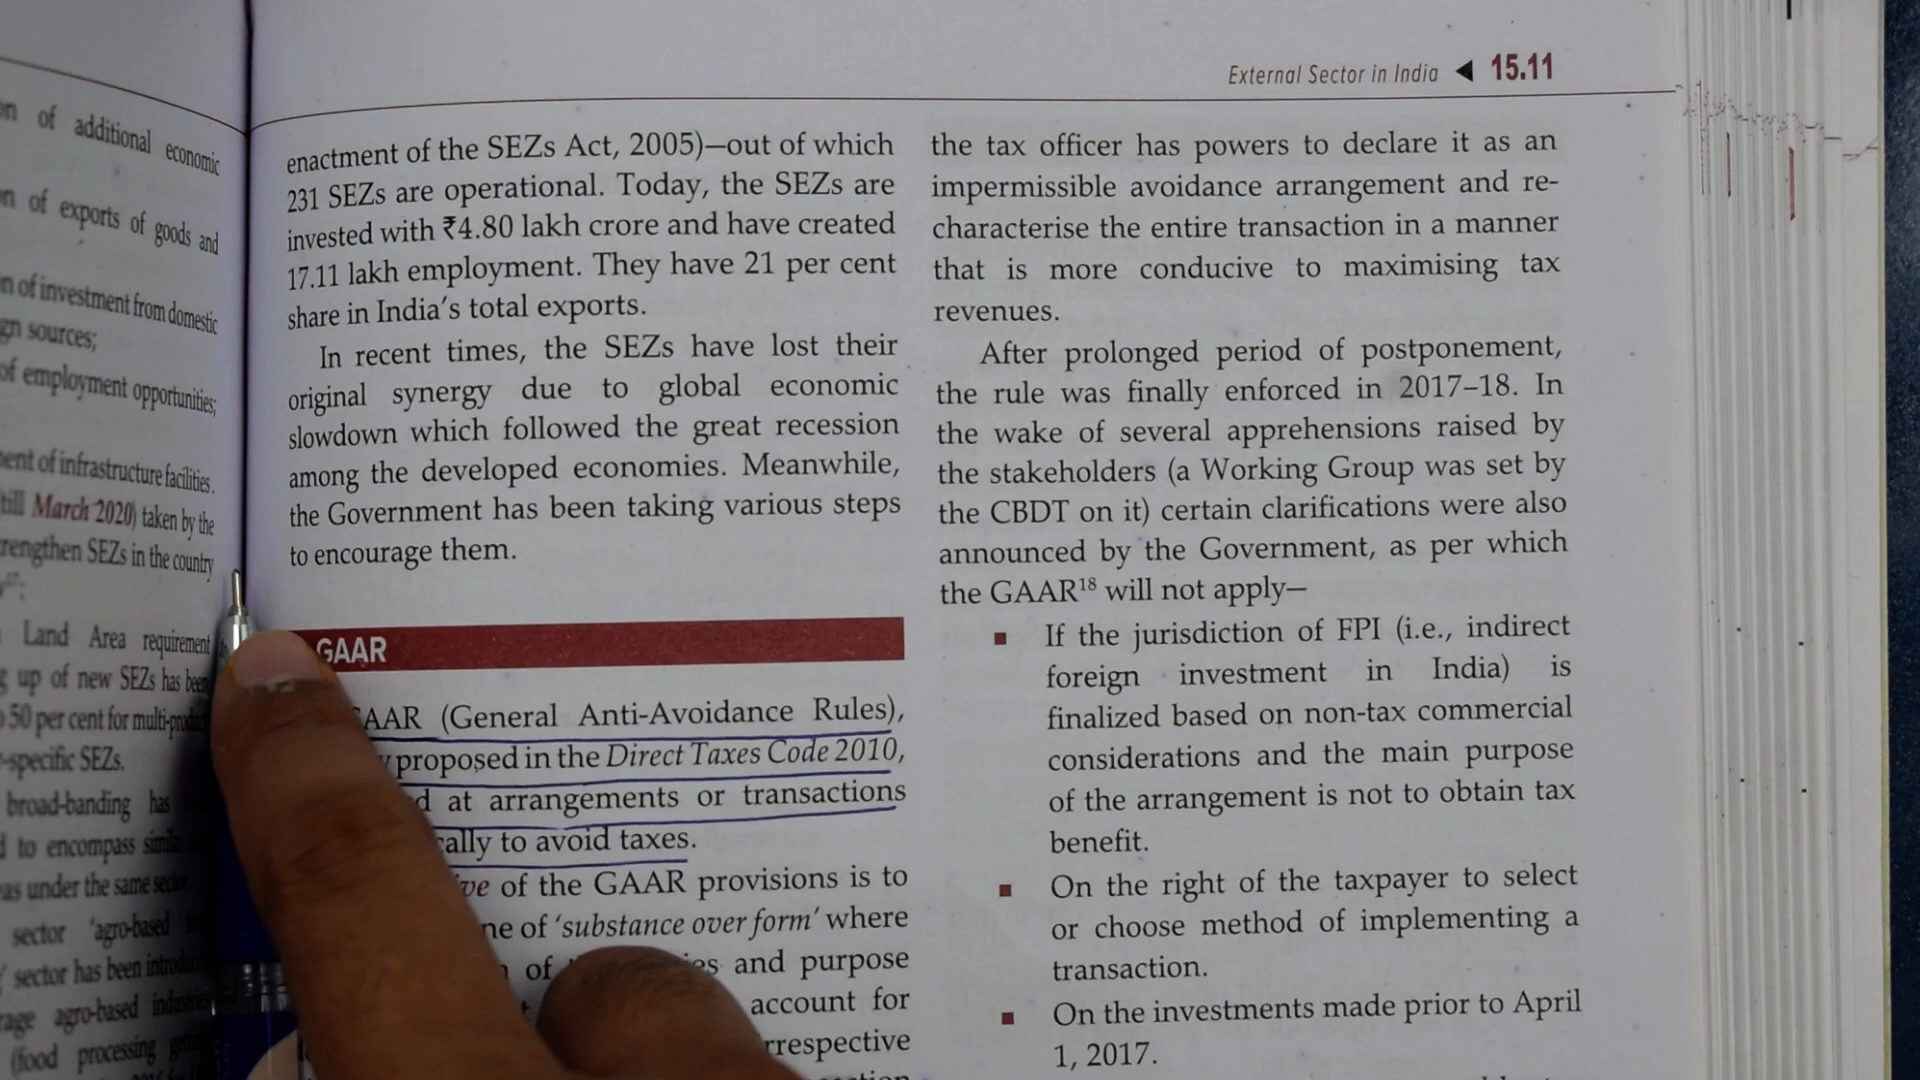 of additional economic
of exports of goods and
of investment from domestic
sources;
of employment opportunities;
of infrastructure facilities.
till March 2020) taken by the
SEZs in the country
Land Area requirement
up of new SEZs has been
50 per cent for
-specific SEZs.
broad-banding has
to encompass
as under the same
sector 'agro-based
sector has been
agro-based
(food processing
External Sector in India ◀ 15.11
enactment of the SEZs Act, 2005)—out of which
231 SEZs are operational. Today, the SEZs are
invested with ₹4.80 lakh crore and have created
17.11 lakh employment. They have 21 per cent
share in India's total exports.
In recent times, the SEZs have lost their
original synergy due to global economic
slowdown which followed the great recession
among the developed economies. Meanwhile,
the Government has been taking various steps
to encourage them.
GAAR
(General Anti-Avoidance Rules),
proposed in the Direct Taxes Code 2010,
at arrangements or transactions
to avoid taxes.
of the GAAR provisions is to
of 'substance over form' where
of and purpose
account for
the tax officer has powers to declare it as an
impermissible avoidance arrangement and re-
characterise the entire transaction in a manner
that is more conducive to maximising tax
revenues.
After prolonged period of postponement,
the rule was finally enforced in 2017–18. In
the wake of several apprehensions raised by
the stakeholders (a Working Group was set by
the CBDT on it) certain clarifications were also
announced by the Government, as per which
the GAAR¹⁸ will not apply—
▪ If the jurisdiction of FPI (i.e., indirect
foreign investment in India) is
finalized based on non-tax commercial
considerations and the main purpose
of the arrangement is not to obtain tax
benefit.
▪ On the right of the taxpayer to select
or choose method of implementing a
transaction.
▪ On the investments made prior to April
1, 2017.